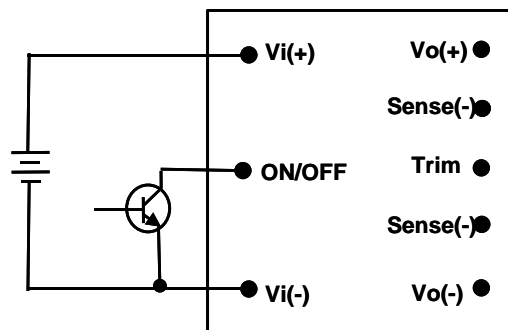 Vi(+)
Vo(+)
Sense(-)
ON/OFF
Trim
Sense(-)
Vi(-)
Vo(-)